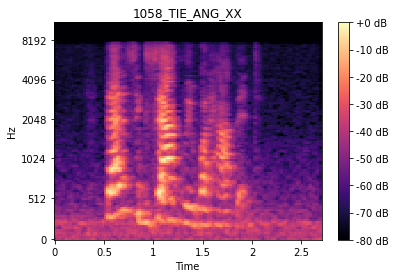 1058_TIE_ANG_XX
+0 dB
8192
-10 dB
4096
-20 dB
-30 dB
2048
Hz
-40 dB
1024
-50 dB
512
-60 dB
-70 dB
0
-80 dB
0 0.5 1 1.5 2 2.5
Time